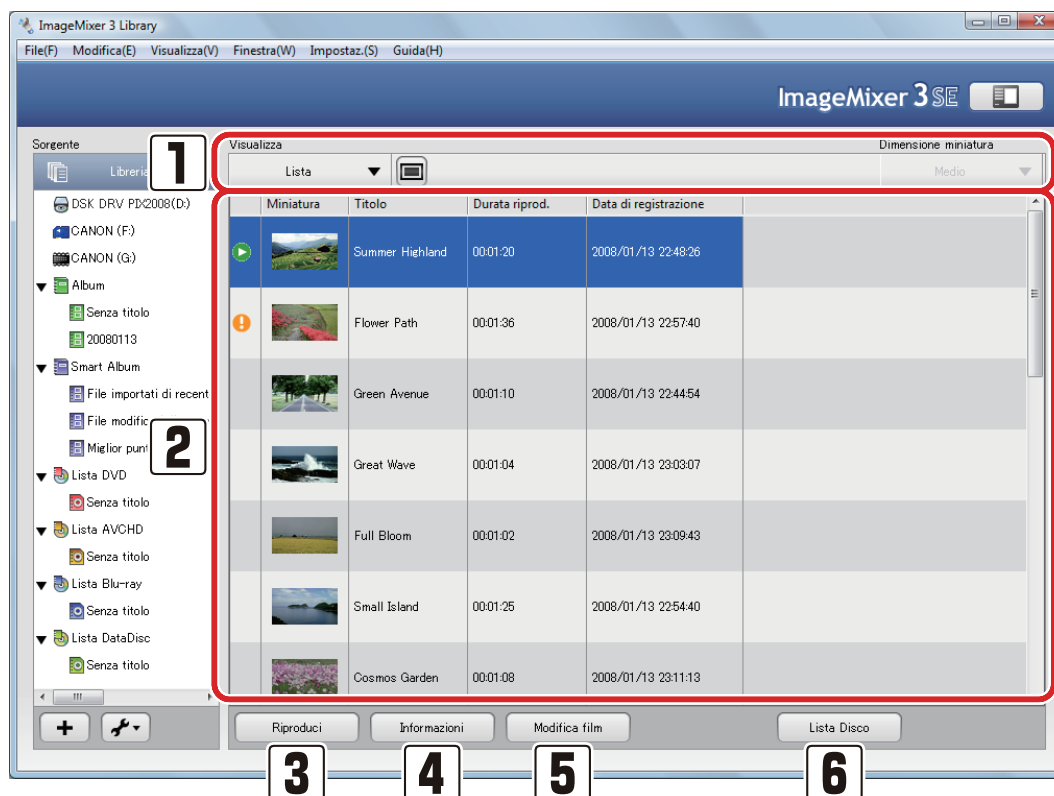 ImageMixer 3 Library
File(F) Modifica(E) Visualizza(V) Finestra(W) Impostaz.(S) Guida(H)
ImageMixer 3 SE
Sorgente
Libreria
DSK DRV PIX2008(D:)
CANON (F:)
CANON (G:)
Album
Senza titolo
20080113
Smart Album
File importati di recent
File modific
Miglior punt
Lista DVD
Senza titolo
Lista AVCHD
Senza titolo
Lista Blu-ray
Senza titolo
Lista DataDisc
Senza titolo
1
2
Visualizza Dimensione miniatura
Lista Medio
Miniatura Titolo Durata riprod. Data di registrazione
Summer Highland 00:01:20 2008/01/13 22:48:26
Flower Path 00:01:36 2008/01/13 22:57:40
Green Avenue 00:01:10 2008/01/13 22:44:54
Great Wave 00:01:04 2008/01/13 23:03:07
Full Bloom 00:01:02 2008/01/13 23:09:43
Small Island 00:01:25 2008/01/13 22:54:40
Cosmos Garden 00:01:08 2008/01/13 23:11:13
Riproduci Informazioni Modifica film Lista Disco
3 4 5 6